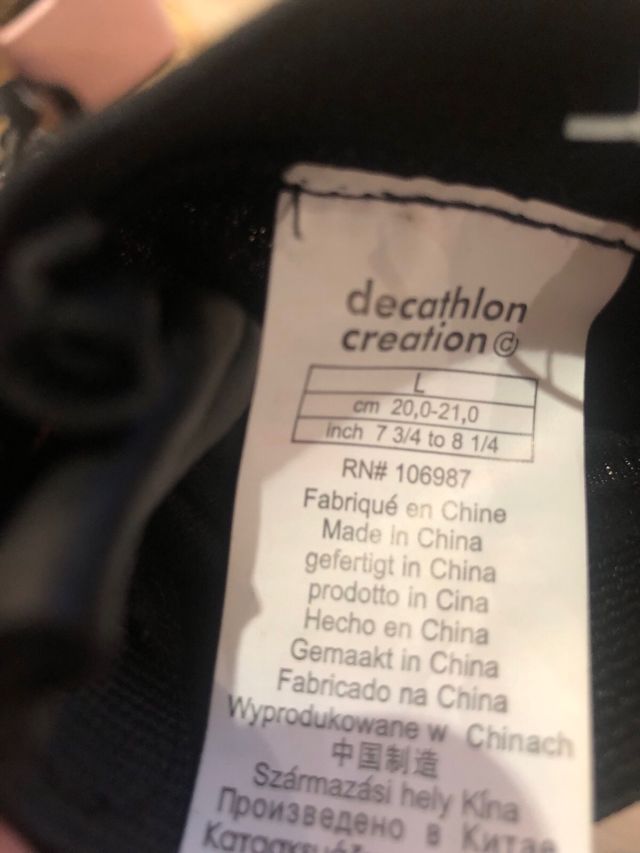 decathlon
creation©
L
cm 20,0-21,0
inch 7 3/4 to 8 1/4
RN# 106987
Fabriqué en Chine
Made in China
gefertigt in China
prodotto in Cina
Hecho en China
Gemaakt in China
Fabricado na China
Wyprodukowane w Chinach
中国制造
Származási hely Kína
Произведено в Китае